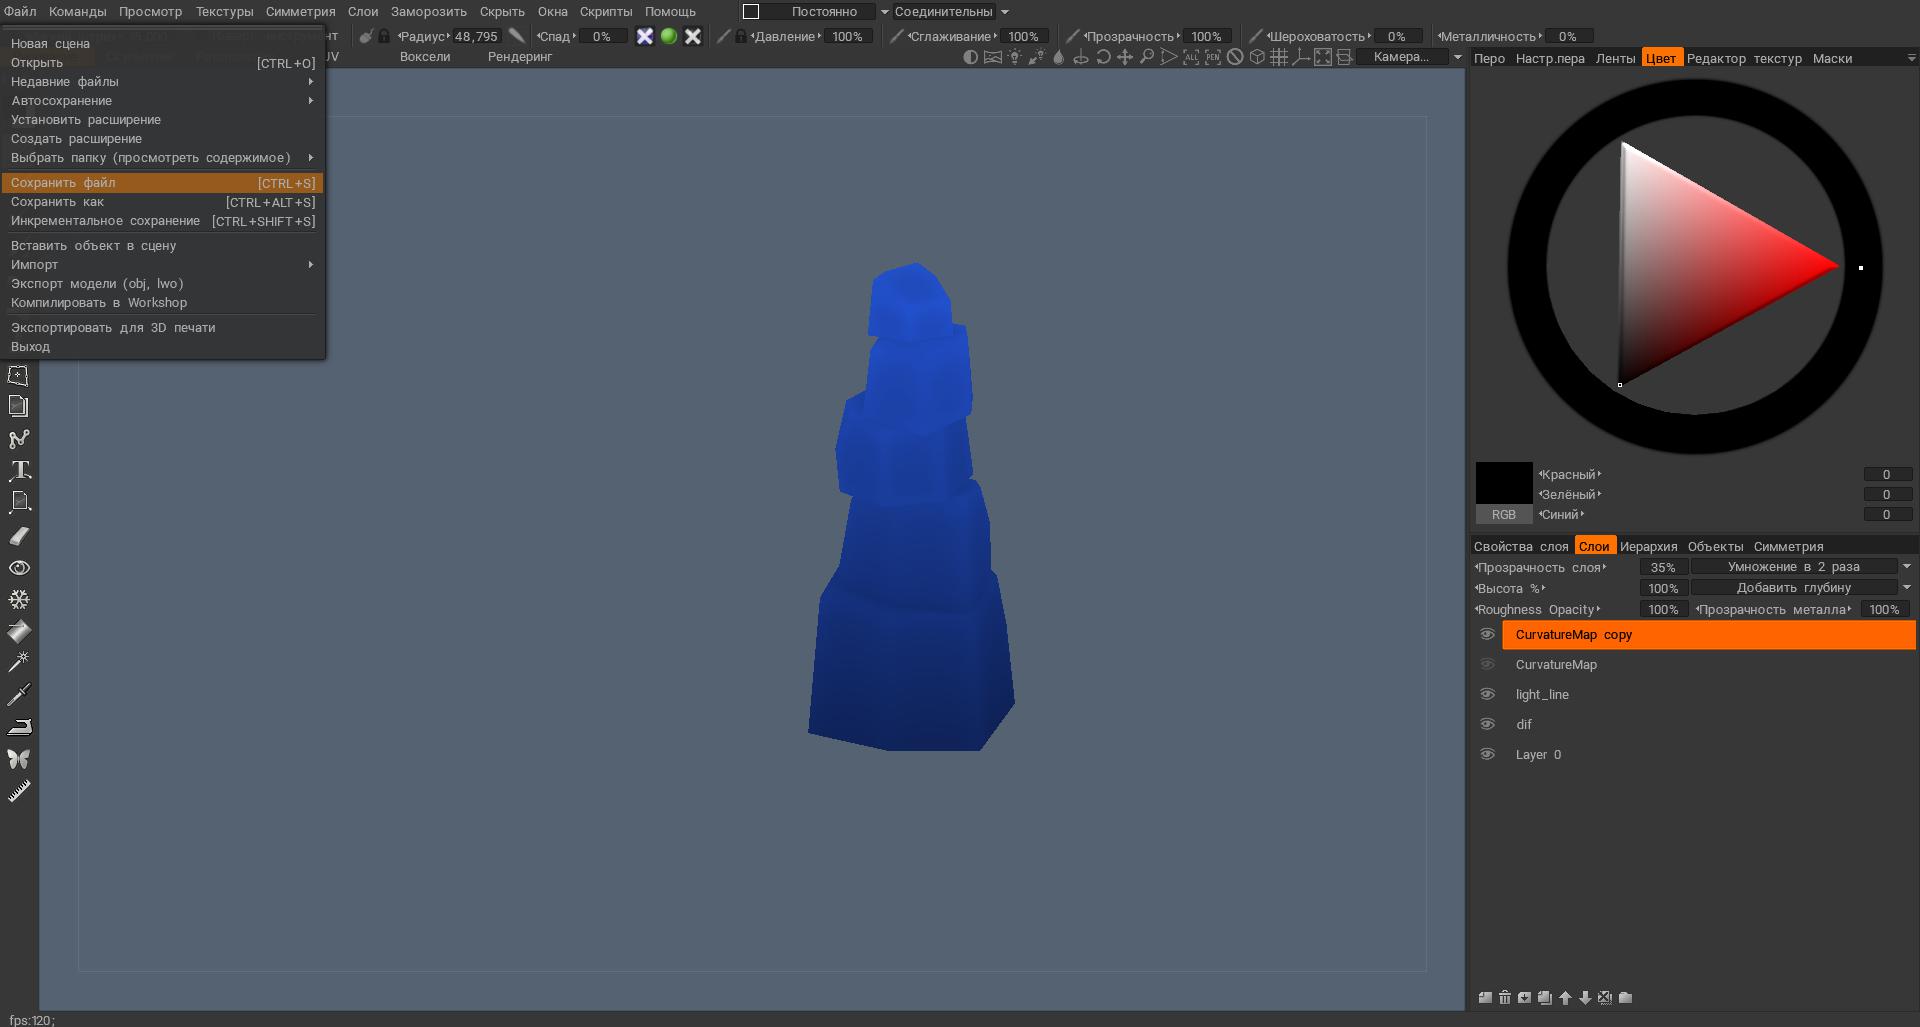 Файл Команды Просмотр Текстуры Симметрия Слои Заморозить Скрыть Окна Скрипты Помощь Постоянно Соединительны
Радиус 48,795 Спад 0% Давление 100% Сглаживание 100% Прозрачность 100% Шероховатость 0% Металличность 0%
UV Воксели Рендеринг ALL PEN Камера...
Новая сцена
Открыть [CTRL+O]
Недавние файлы
Автосохранение
Установить расширение
Создать расширение
Выбрать папку (просмотреть содержимое)
Сохранить файл [CTRL+S]
Сохранить как [CTRL+ALT+S]
Инкрементальное сохранение [CTRL+SHIFT+S]
Вставить объект в сцену
Импорт
Экспорт модели (obj, lwo)
Компилировать в Workshop
Экспортировать для 3D печати
Выход
Перо Настр.пера Ленты Цвет Редактор текстур Маски
Красный 0
Зелёный 0
RGB Синий 0
Свойства слоя Слои Иерархия Объекты Симметрия
Прозрачность слоя 35% Умножение в 2 раза
Высота % 100% Добавить глубину
Roughness Opacity 100% Прозрачность металла 100%
CurvatureMap copy
CurvatureMap
light_line
dif
Layer 0
fps:120;